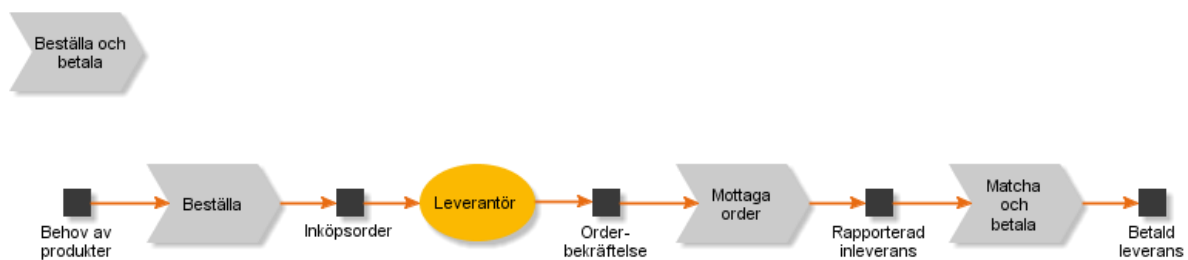 Beställa och
betala
Behov av
produkter
Beställa
Inköpsorder
Leverantör
Order-
bekräftelse
Mottaga
order
Rapporterad
inleverans
Matcha
och
betala
Betald
leverans